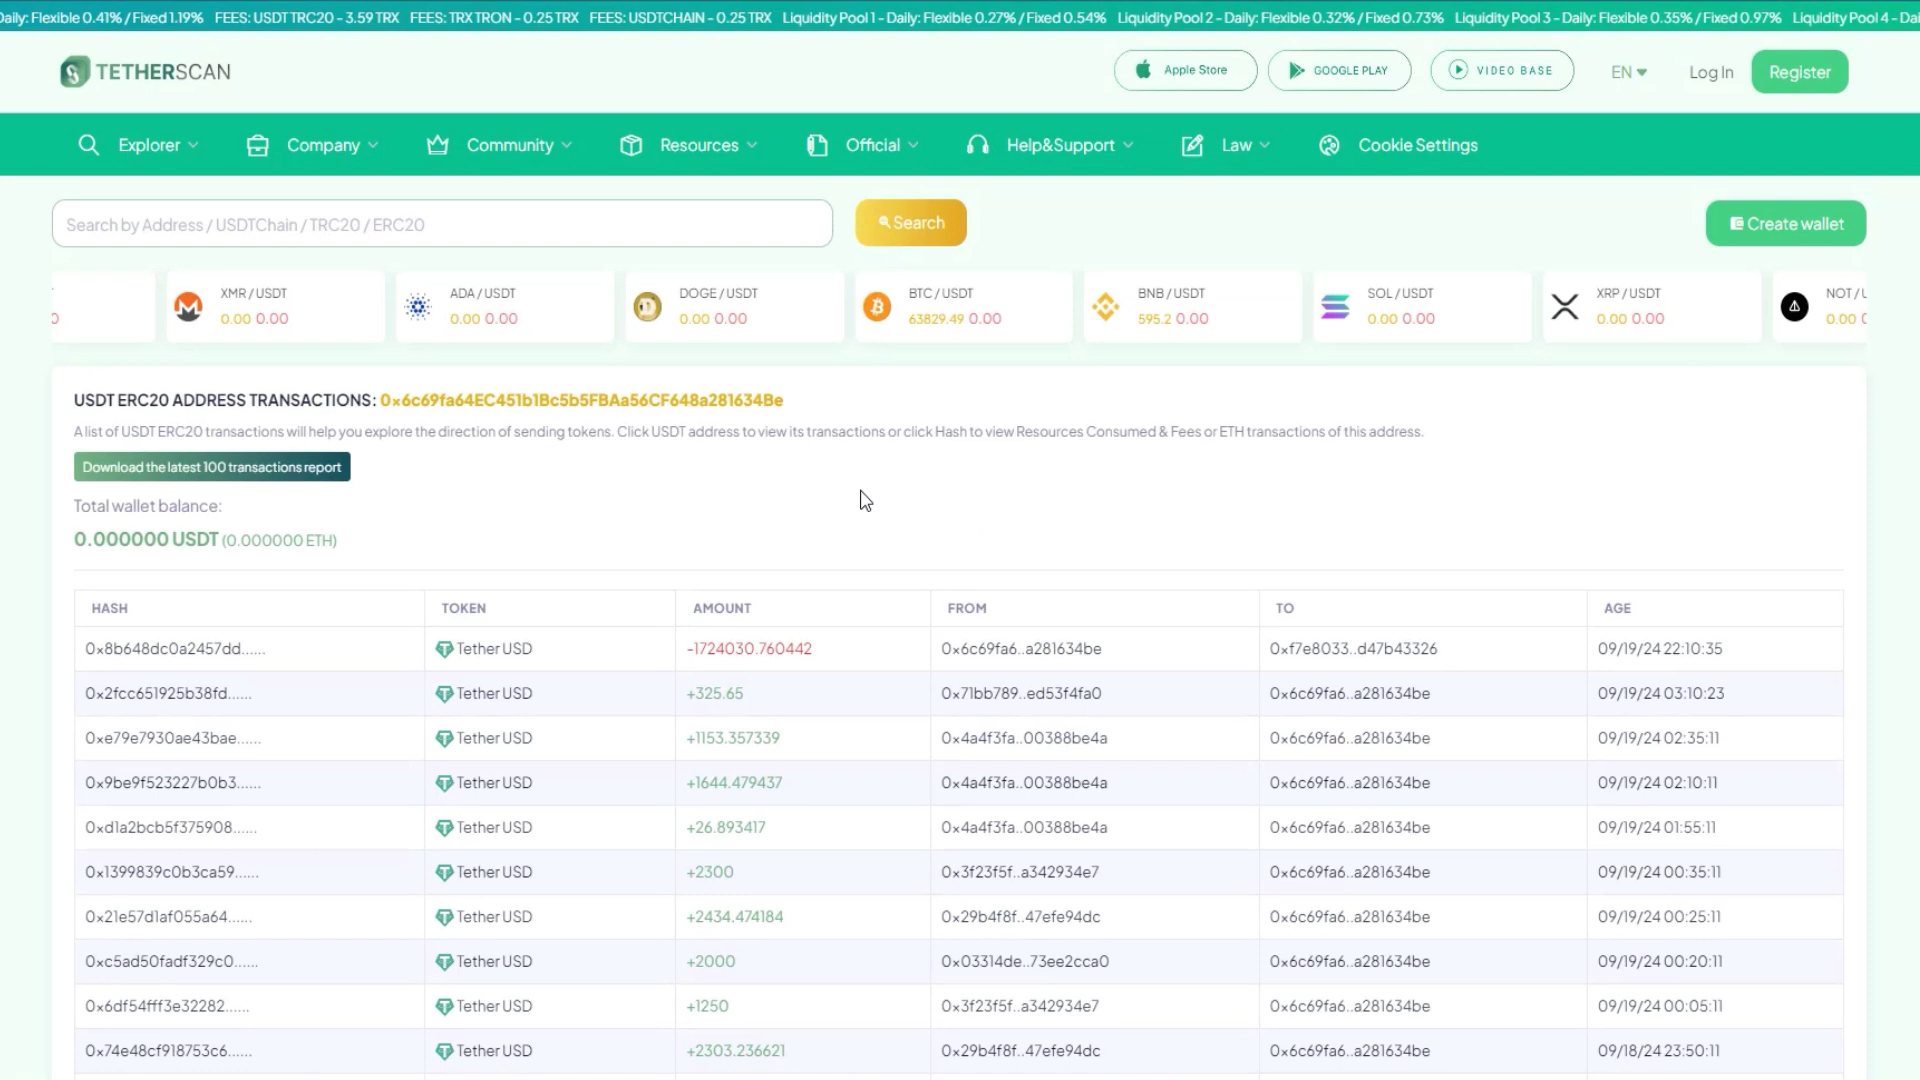 Daily: Flexible 0.41% / Fixed 1.19% FEES: USDT TRC20 - 3.59 TRX FEES: TRX TRON - 0.25 TRX FEES: USDTCHAIN - 0.25 TRX Liquidity Pool 1 - Daily: Flexible 0.27% / Fixed 0.54% Liquidity Pool 2 - Daily: Flexible 0.32% / Fixed 0.73% Liquidity Pool 3 - Daily: Flexible 0.35% / Fixed 0.97% Liquidity Pool 4 - Dai
TETHERSCAN Apple Store GOOGLE PLAY VIDEO BASE EN Log In Register
Explorer Company Community Resources Official Help&Support Law Cookie Settings
Search by Address / USDTChain / TRC20 / ERC20 Search Create wallet
XMR / USDT ADA / USDT DOGE / USDT BTC / USDT BNB / USDT SOL / USDT XRP / USDT NOT / U
0 0.00 0.00 0.00 0.00 0.00 0.00 63829.49 0.00 595.2 0.00 0.00 0.00 0.00 0.00 0.00
USDT ERC20 ADDRESS TRANSACTIONS: 0x6c69fa64EC451b1Bc5b5FBAa56CF648a281634Be
A list of USDT ERC20 transactions will help you explore the direction of sending tokens. Click USDT address to view its transactions or click Hash to view Resources Consumed & Fees or ETH transactions of this address.
Download the latest 100 transactions report
Total wallet balance:
0.000000 USDT (0.000000 ETH)
HASH TOKEN AMOUNT FROM TO AGE
0x8b648dc0a2457dd...... Tether USD -1724030.760442 0x6c69fa6..a281634be 0xf7e8033..d47b43326 09/19/24 22:10:35
0x2fcc651925b38fd...... Tether USD +325.65 0x71bb789..ed53f4fa0 0x6c69fa6..a281634be 09/19/24 03:10:23
0xe79e7930ae43bae...... Tether USD +1153.357339 0x4a4f3fa..00388be4a 0x6c69fa6..a281634be 09/19/24 02:35:11
0x9be9f523227b0b3...... Tether USD +1644.479437 0x4a4f3fa..00388be4a 0x6c69fa6..a281634be 09/19/24 02:10:11
0xd1a2bcb5f375908...... Tether USD +26.893417 0x4a4f3fa..00388be4a 0x6c69fa6..a281634be 09/19/24 01:55:11
0x1399839c0b3ca59...... Tether USD +2300 0x3f23f5f..a342934e7 0x6c69fa6..a281634be 09/19/24 00:35:11
0x21e57d1af055a64...... Tether USD +2434.474184 0x29b4f8f..47efe94dc 0x6c69fa6..a281634be 09/19/24 00:25:11
0xc5ad50fadf329c0...... Tether USD +2000 0x03314de..73ee2cca0 0x6c69fa6..a281634be 09/19/24 00:20:11
0x6df54fff3e32282...... Tether USD +1250 0x3f23f5f..a342934e7 0x6c69fa6..a281634be 09/19/24 00:05:11
0x74e48cf918753c6...... Tether USD +2303.236621 0x29b4f8f..47efe94dc 0x6c69fa6..a281634be 09/18/24 23:50:11